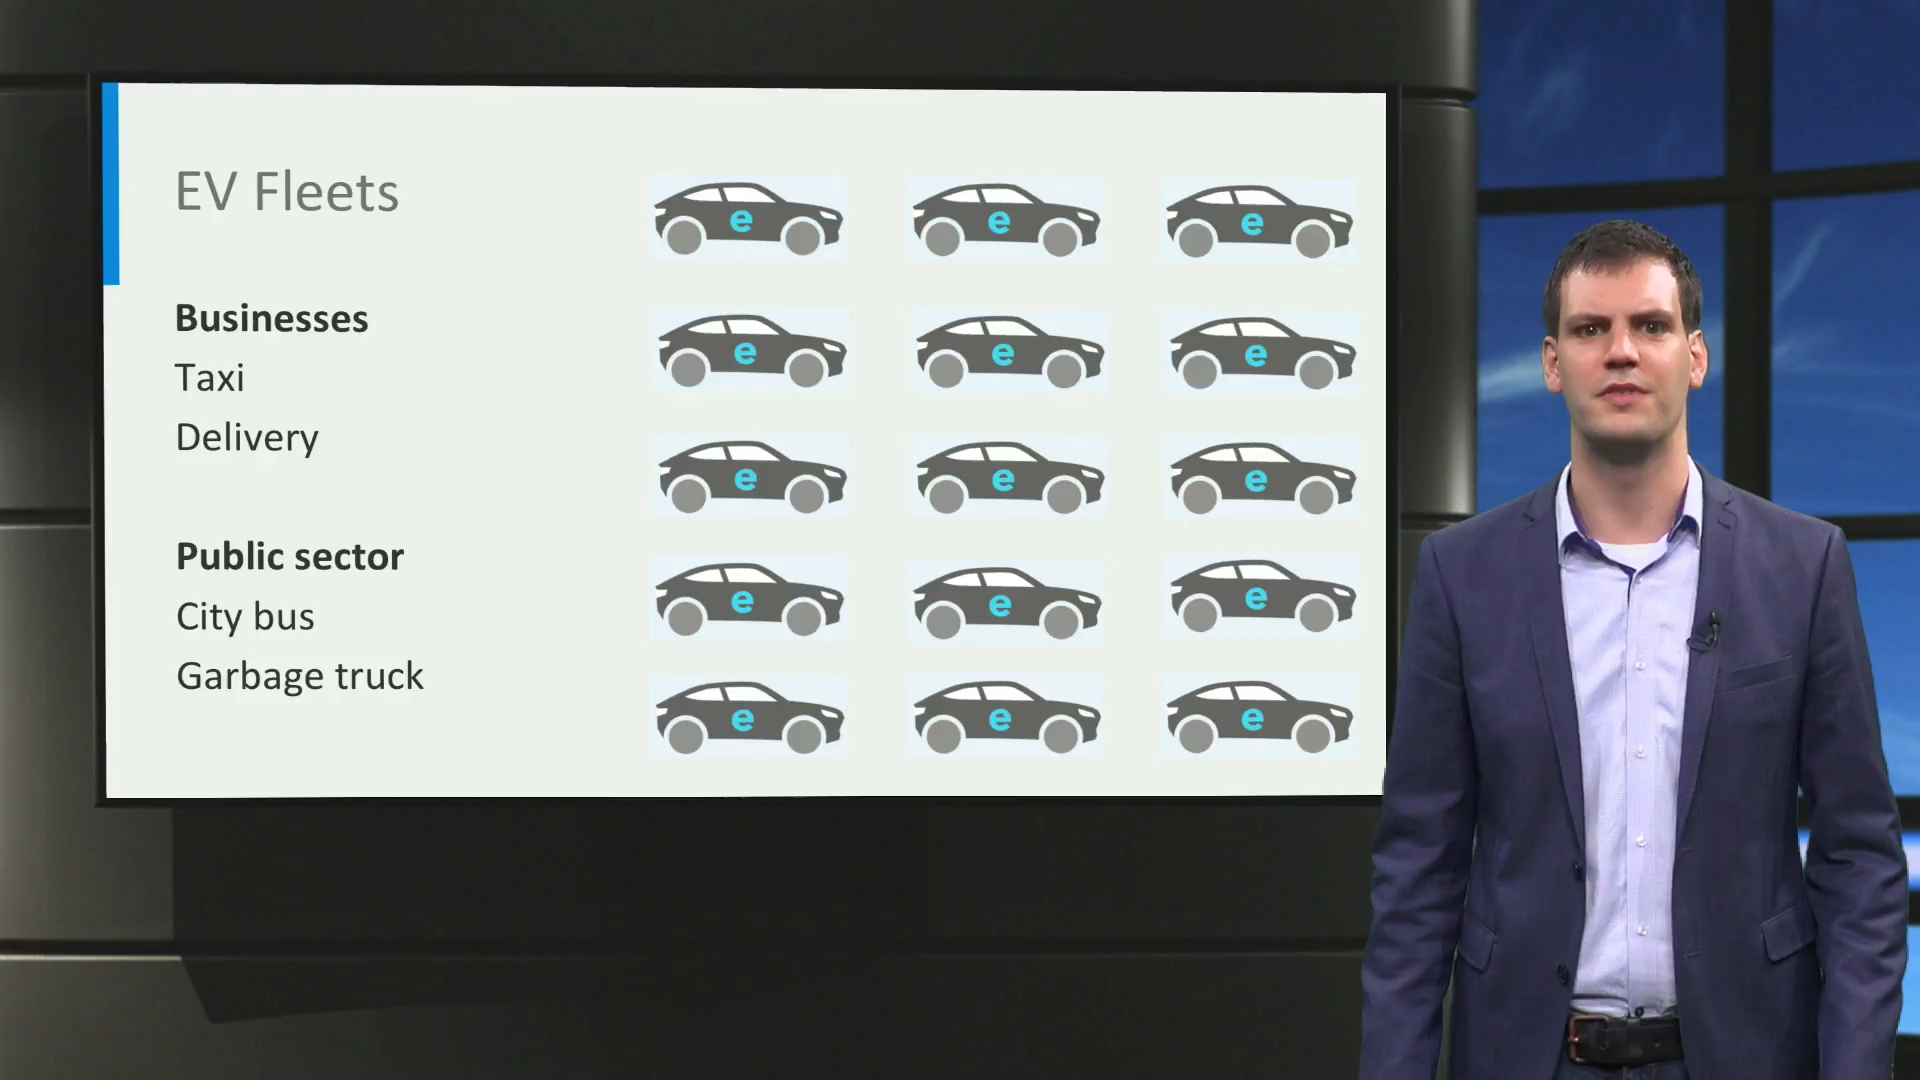 EV Fleets
Businesses
Taxi
Delivery
Public sector
City bus
Garbage truck
e e e
e e e
e e e
e e e
e e e